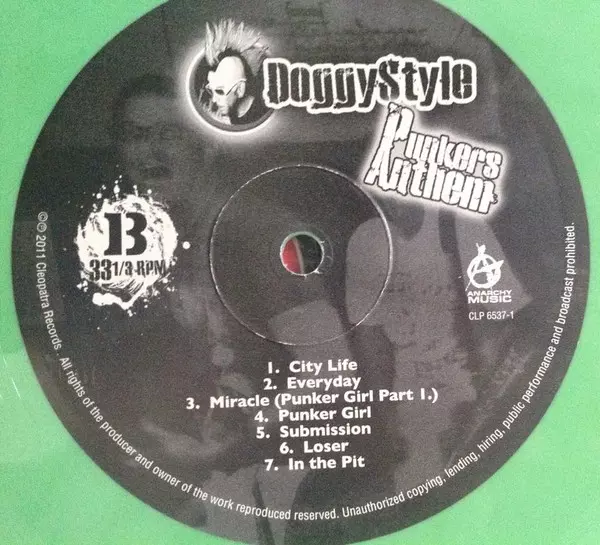 DoggyStyle
Punkers
Anthem
B
33 1/3 RPM
ANARCHY
MUSIC
CLP 6537-1
1. City Life
2. Everyday
3. Miracle (Punker Girl Part 1.)
4. Punker Girl
5. Submission
6. Loser
7. In the Pit
©℗ 2011 Cleopatra Records  All rights of the producer and owner of the work reproduced reserved. Unauthorized copying, lending, hiring, public performance and broadcast prohibited.